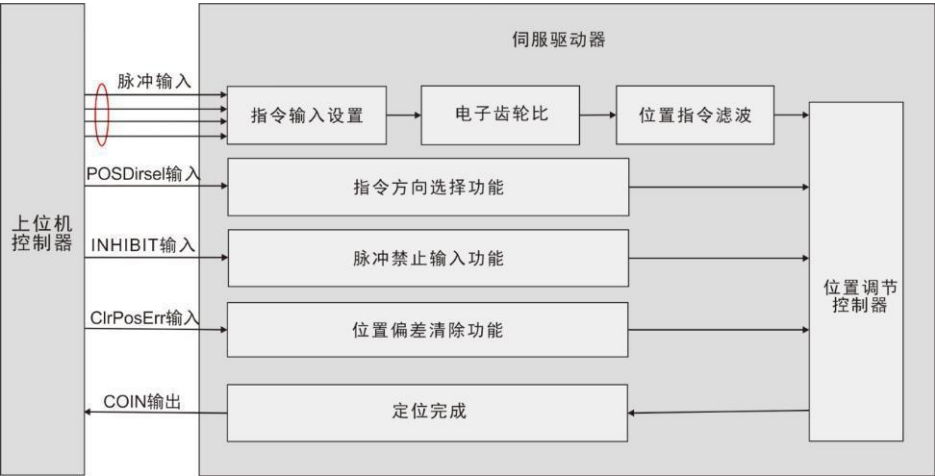 伺服驱动器
脉冲输入
指令输入设置
电子齿轮比
位置指令滤波
POSDirsel输入
指令方向选择功能
上位机
控制器
INHIBIT输入
脉冲禁止输入功能
位置调节
控制器
ClrPosErr输入
位置偏差清除功能
COIN输出
定位完成